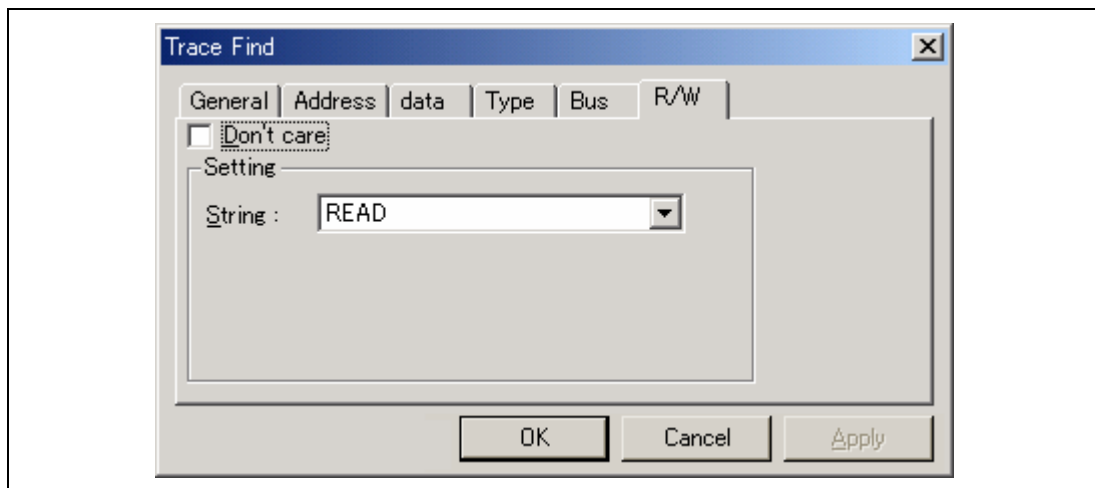 Trace Find
General Address data Type Bus R/W
Don't care
Setting
String : READ
OK Cancel Apply